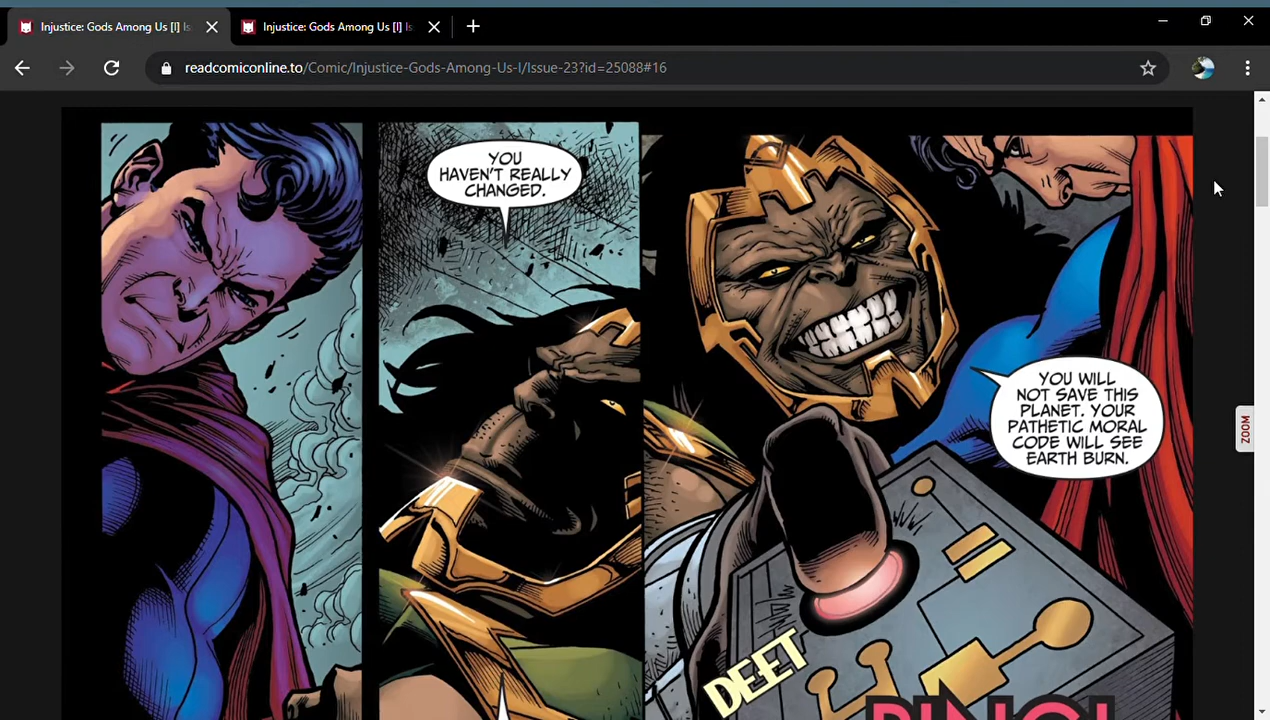 Injustice: Gods Among Us [I] Is
Injustice: Gods Among Us [I] Is
readcomiconline.to/Comic/Injustice-Gods-Among-Us-I/Issue-23?id=25088#16
YOU
HAVEN'T REALLY
CHANGED.
YOU WILL
NOT SAVE THIS
PLANET. YOUR
PATHETIC MORAL
CODE WILL SEE
EARTH BURN.
ZOOM
DEET
PING!